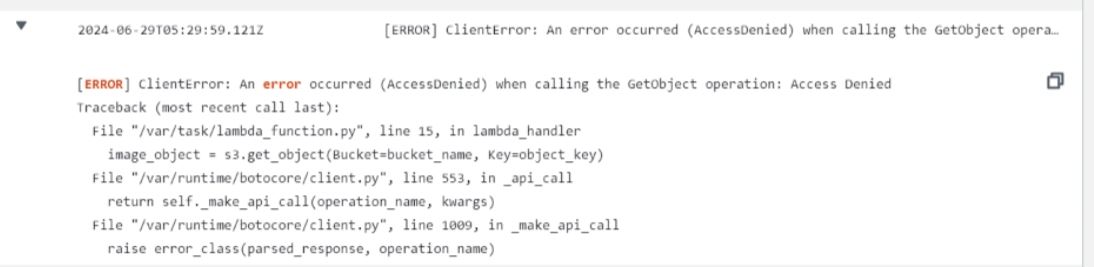 2024-06-29T05:29:59.121Z [ERROR] ClientError: An error occurred (AccessDenied) when calling the GetObject opera…
[ERROR] ClientError: An error occurred (AccessDenied) when calling the GetObject operation: Access Denied
Traceback (most recent call last):
  File "/var/task/lambda_function.py", line 15, in lambda_handler
    image_object = s3.get_object(Bucket=bucket_name, Key=object_key)
  File "/var/runtime/botocore/client.py", line 553, in _api_call
    return self._make_api_call(operation_name, kwargs)
  File "/var/runtime/botocore/client.py", line 1009, in _make_api_call
    raise error_class(parsed_response, operation_name)